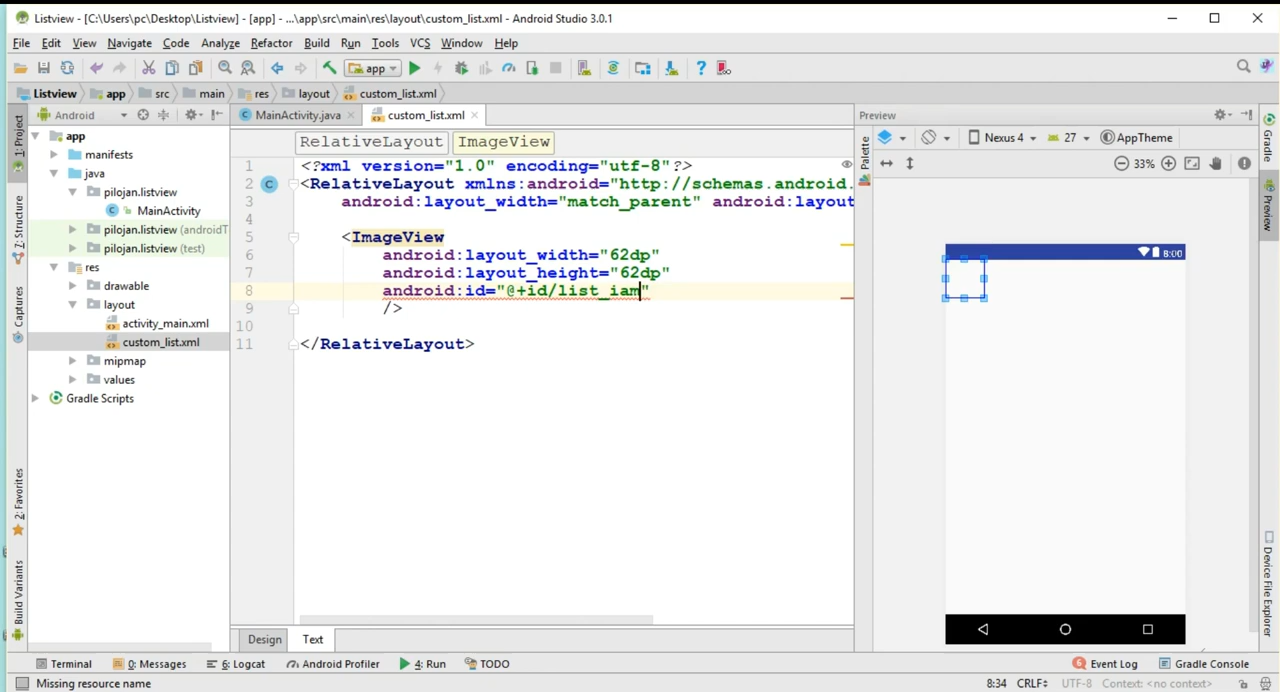 Listview - [C:\Users\pc\Desktop\Listview] - [app] - ...\app\src\main\res\layout\custom_list.xml - Android Studio 3.0.1
File Edit View Navigate Code Analyze Refactor Build Run Tools VCS Window Help
app
Listview app src main res layout custom_list.xml
Android
MainActivity.java
custom_list.xml
Preview
1: Project
Z: Structure
Captures
2: Favorites
Build Variants
app
manifests
java
pilojan.listview
MainActivity
pilojan.listview (androidT
pilojan.listview (test)
res
drawable
layout
activity_main.xml
custom_list.xml
mipmap
values
Gradle Scripts
RelativeLayout ImageView
1 <?xml version="1.0" encoding="utf-8"?>
2 <RelativeLayout xmlns:android="http://schemas.android.
3 android:layout_width="match_parent" android:layout
4
5 <ImageView
6 android:layout_width="62dp"
7 android:layout_height="62dp"
8 android:id="@+id/list_iam"
9 />
10
11 </RelativeLayout>
Design Text
Palette
Nexus 4 27 AppTheme
33%
8:00
Gradle
Preview
Device File Explorer
Terminal 0: Messages 6: Logcat Android Profiler 4: Run TODO
6 Event Log Gradle Console
Missing resource name
8:34 CRLF UTF-8 Context: <no context>